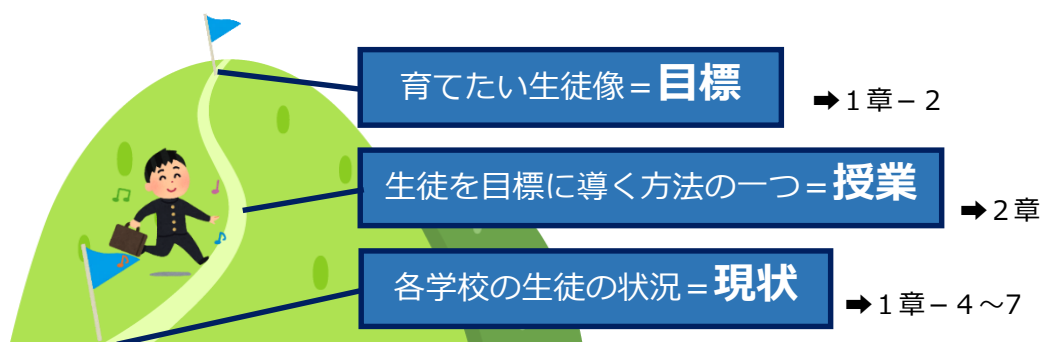 育てたい生徒像＝目標
➡１章－２
生徒を目標に導く方法の一つ＝授業
➡２章
各学校の生徒の状況＝現状
➡１章－４～7